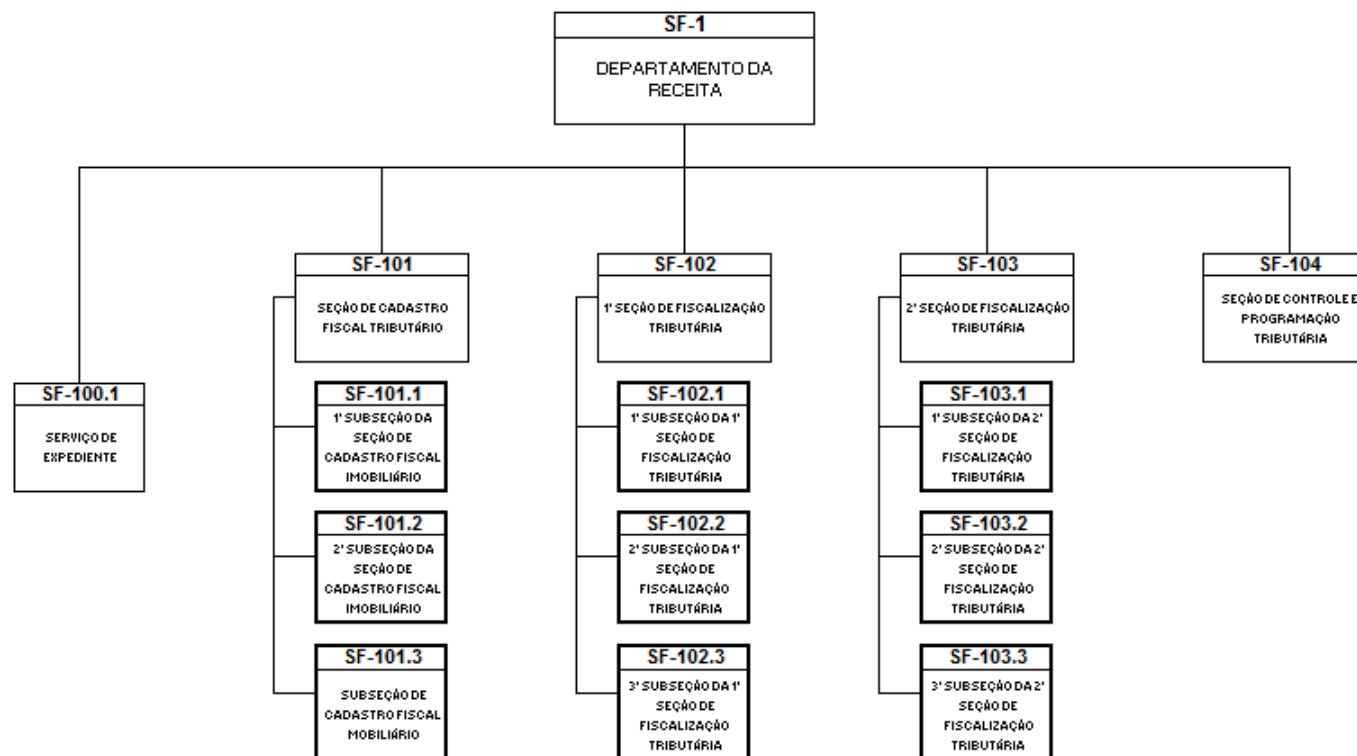 SF-1
DEPARTAMENTO DA
RECEITA
SF-101
SEÇÃO DE CADASTRO
FISCAL TRIBUTÁRIO
SF-102
1ª SEÇÃO DE FISCALIZAÇÃO
TRIBUTÁRIA
SF-103
2ª SEÇÃO DE FISCALIZAÇÃO
TRIBUTÁRIA
SF-104
SEÇÃO DE CONTROLE E
PROGRAMAÇÃO
TRIBUTÁRIA
SF-100.1
SERVIÇO DE
EXPEDIENTE
SF-101.1
1ª SUBSEÇÃO DA
SEÇÃO DE
CADASTRO FISCAL
IMOBILIÁRIO
SF-102.1
1ª SUBSEÇÃO DA 1ª
SEÇÃO DE
FISCALIZAÇÃO
TRIBUTÁRIA
SF-103.1
1ª SUBSEÇÃO DA 2ª
SEÇÃO DE
FISCALIZAÇÃO
TRIBUTÁRIA
SF-101.2
2ª SUBSEÇÃO DA
SEÇÃO DE
CADASTRO FISCAL
IMOBILIÁRIO
SF-102.2
2ª SUBSEÇÃO DA 1ª
SEÇÃO DE
FISCALIZAÇÃO
TRIBUTÁRIA
SF-103.2
2ª SUBSEÇÃO DA 2ª
SEÇÃO DE
FISCALIZAÇÃO
TRIBUTÁRIA
SF-101.3
SUBSEÇÃO DE
CADASTRO FISCAL
MOBILIÁRIO
SF-102.3
3ª SUBSEÇÃO DA 1ª
SEÇÃO DE
FISCALIZAÇÃO
TRIBUTÁRIA
SF-103.3
3ª SUBSEÇÃO DA 2ª
SEÇÃO DE
FISCALIZAÇÃO
TRIBUTÁRIA